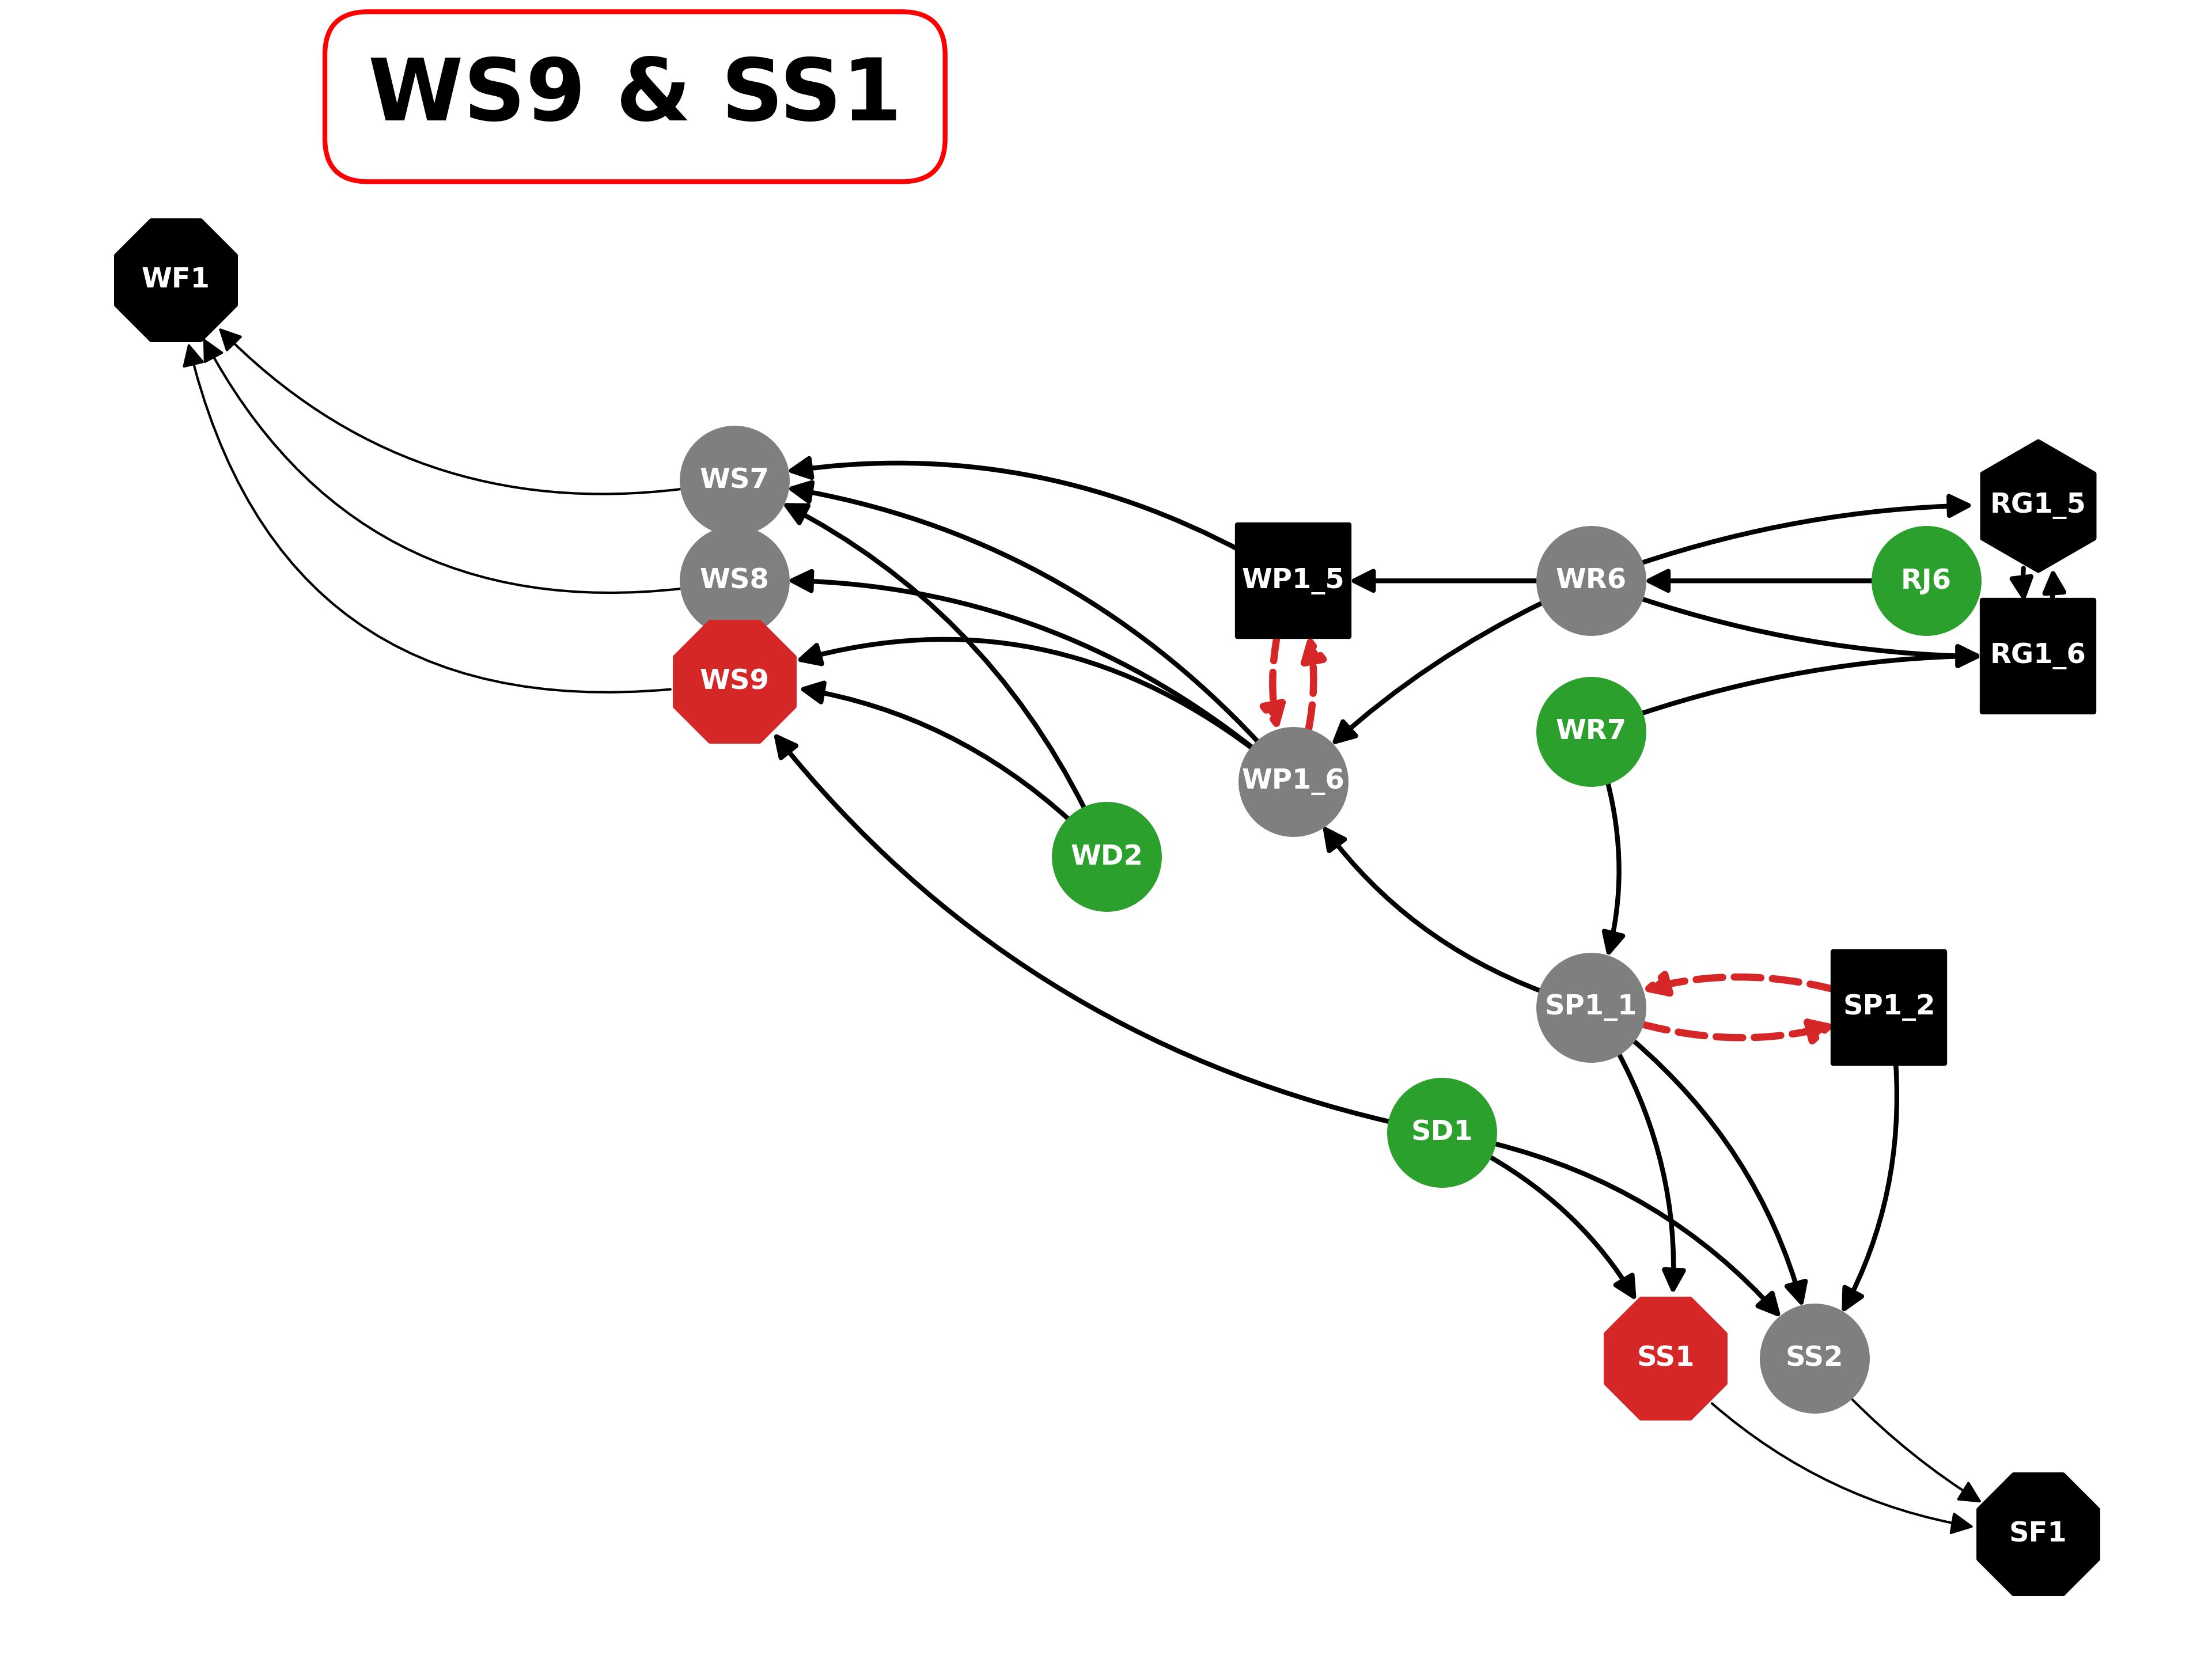 WS9 & SS1
WF1
WS7
RG1_5
WS8
WP1_5
WR6
RJ6
RG1_6
WS9
WR7
WP1_6
WD2
SP1_1
SP1_2
SD1
SS1
SS2
SF1